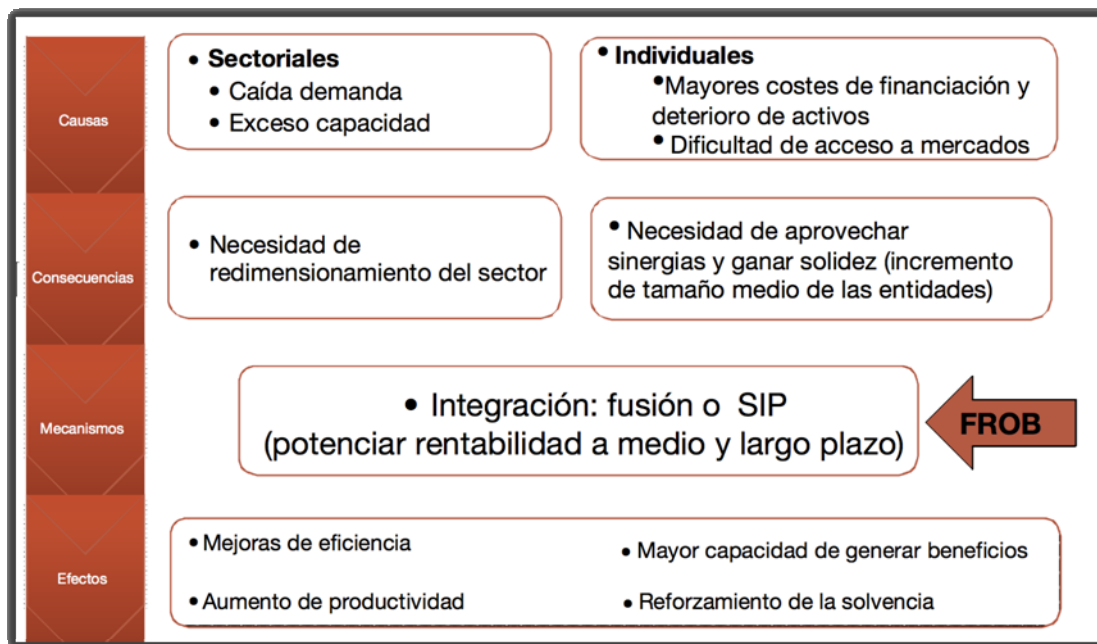 Causas
• Sectoriales
• Caída demanda
• Exceso capacidad
• Individuales
•Mayores costes de financiación y
deterioro de activos
• Dificultad de acceso a mercados
Consecuencias
• Necesidad de
redimensionamiento del sector
• Necesidad de aprovechar
sinergias y ganar solidez (incremento
de tamaño medio de las entidades)
Mecanismos
• Integración: fusión o SIP
(potenciar rentabilidad a medio y largo plazo)
FROB
Efectos
• Mejoras de eficiencia
• Mayor capacidad de generar beneficios
• Aumento de productividad
• Reforzamiento de la solvencia